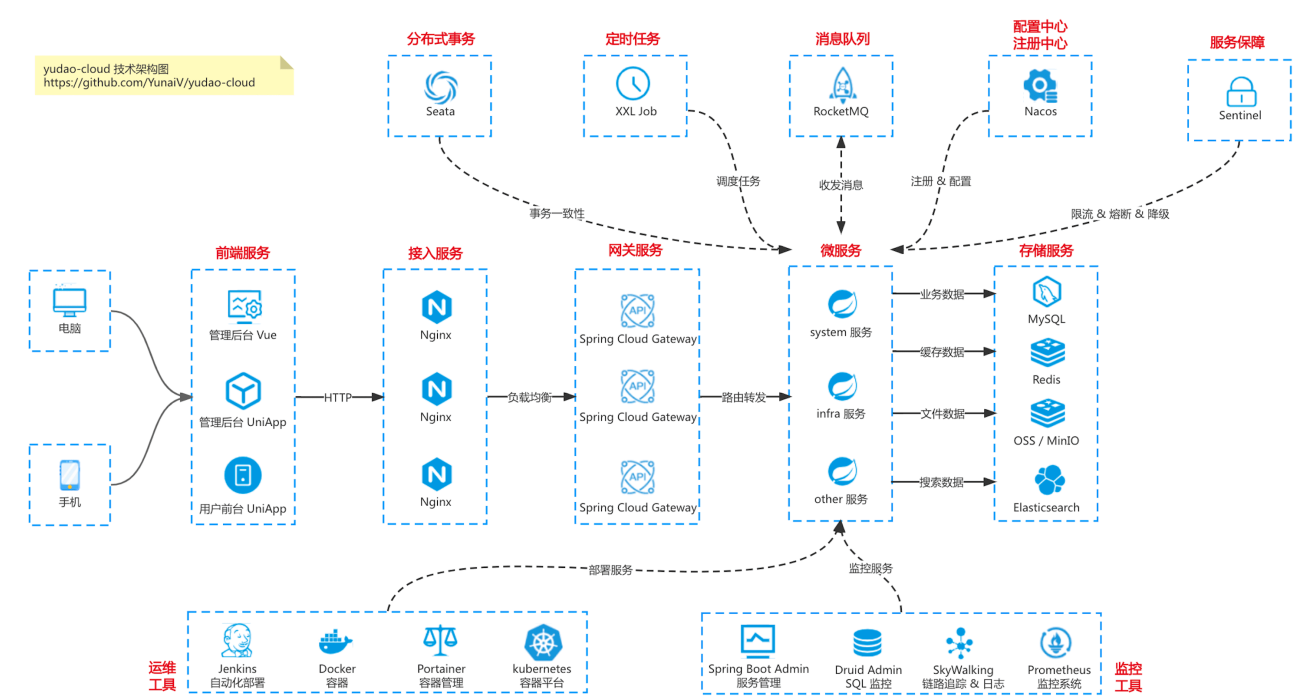 yudao-cloud 技术架构图
https://github.com/YunaiV/yudao-cloud
分布式事务
Seata
定时任务
XXL Job
消息队列
RocketMQ
配置中心
注册中心
Nacos
服务保障
Sentinel
事务一致性
调度任务
收发消息
注册 & 配置
限流 & 熔断 & 降级
电脑
手机
前端服务
管理后台 Vue
管理后台 UniApp
用户前台 UniApp
HTTP
接入服务
Nginx
Nginx
Nginx
负载均衡
网关服务
API
Spring Cloud Gateway
API
Spring Cloud Gateway
API
Spring Cloud Gateway
路由转发
微服务
system 服务
infra 服务
other 服务
业务数据
缓存数据
文件数据
搜索数据
存储服务
MySQL
Redis
OSS / MinIO
Elasticsearch
部署服务
监控服务
运维
工具
Jenkins
自动化部署
Docker
容器
Portainer
容器管理
kubernetes
容器平台
Spring Boot Admin
服务管理
Druid Admin
SQL 监控
SkyWalking
链路追踪 & 日志
Prometheus
监控系统
监控
工具